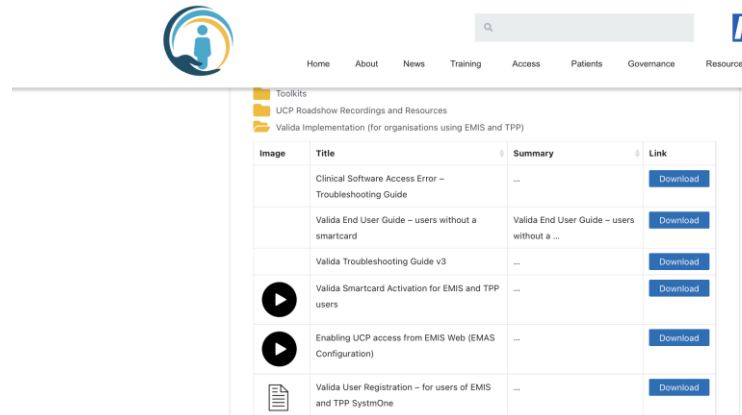 Home About News Training Access Patients Governance Resource
Toolkits
UCP Roadshow Recordings and Resources
Valida Implementation (for organisations using EMIS and TPP)
Image Title Summary Link
Clinical Software Access Error –
Troubleshooting Guide
... Download
Valida End User Guide – users without a
smartcard
Valida End User Guide – users
without a ...
Download
Valida Troubleshooting Guide v3 ... Download
Valida Smartcard Activation for EMIS and TPP
users
... Download
Enabling UCP access from EMIS Web (EMAS
Configuration)
... Download
Valida User Registration – for users of EMIS
and TPP SystmOne
... Download